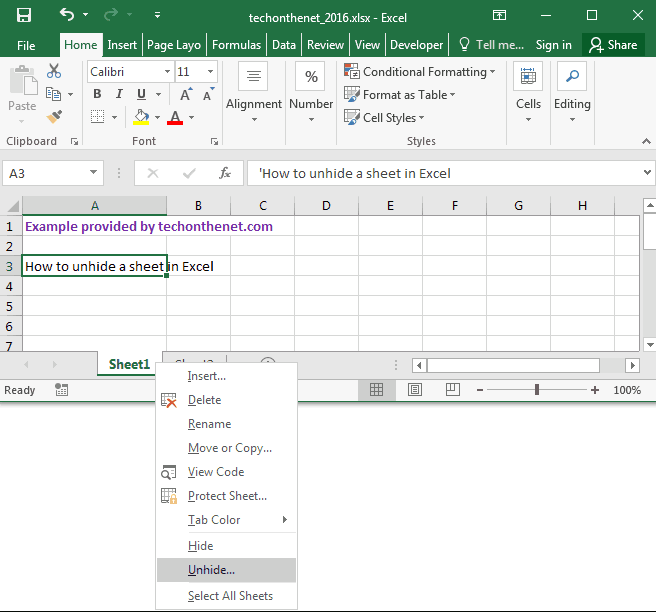 techonthenet_2016.xlsx - Excel
File Home Insert Page Layo Formulas Data Review View Developer Tell me... Sign in Share
Calibri 11
Paste
B I U A A
A
Alignment
%
Number
Conditional Formatting
Format as Table
Cell Styles
Cells
Editing
Clipboard Font Styles
A3 fx 'How to unhide a sheet in Excel
A B C D E F G H
1 Example provided by techonthenet.com
2
3 How to unhide a sheet in Excel
4
5
6
7
Sheet1
Ready 100%
Insert...
Delete
Rename
Move or Copy...
View Code
Protect Sheet...
Tab Color
Hide
Unhide...
Select All Sheets